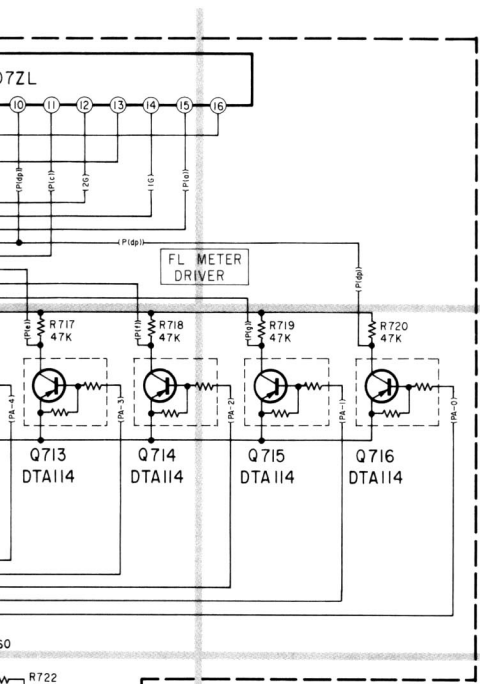 07ZL
10 11 12 13 14 15 16
P(dp) P(c) 2G 1G P(a)
P(dp)
FL METER
DRIVER
P(dp)
P(e) R717 P(f) R718 P(g) R719 R720
47K 47K 47K 47K
PA-4 PA-3 PA-2 PA-1 PA-0
Q713 Q714 Q715 Q716
DTA114 DTA114 DTA114 DTA114
R722